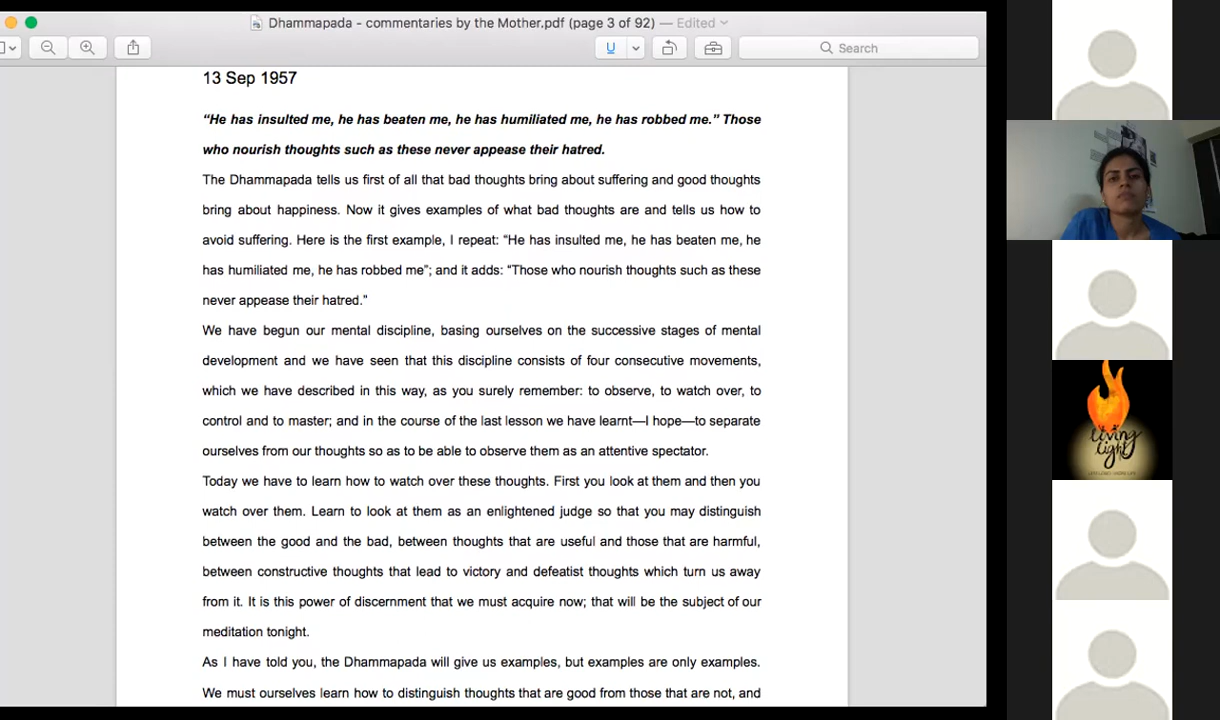 Dhammapada - commentaries by the Mother.pdf (page 3 of 92) — Edited
U
Search
13 Sep 1957
“He has insulted me, he has beaten me, he has humiliated me, he has robbed me.” Those
who nourish thoughts such as these never appease their hatred.
The Dhammapada tells us first of all that bad thoughts bring about suffering and good thoughts
bring about happiness. Now it gives examples of what bad thoughts are and tells us how to
avoid suffering. Here is the first example, I repeat: “He has insulted me, he has beaten me, he
has humiliated me, he has robbed me”; and it adds: “Those who nourish thoughts such as these
never appease their hatred.”
We have begun our mental discipline, basing ourselves on the successive stages of mental
development and we have seen that this discipline consists of four consecutive movements,
which we have described in this way, as you surely remember: to observe, to watch over, to
control and to master; and in the course of the last lesson we have learnt—I hope—to separate
ourselves from our thoughts so as to be able to observe them as an attentive spectator.
Today we have to learn how to watch over these thoughts. First you look at them and then you
watch over them. Learn to look at them as an enlightened judge so that you may distinguish
between the good and the bad, between thoughts that are useful and those that are harmful,
between constructive thoughts that lead to victory and defeatist thoughts which turn us away
from it. It is this power of discernment that we must acquire now; that will be the subject of our
meditation tonight.
As I have told you, the Dhammapada will give us examples, but examples are only examples.
We must ourselves learn how to distinguish thoughts that are good from those that are not, and
living
light